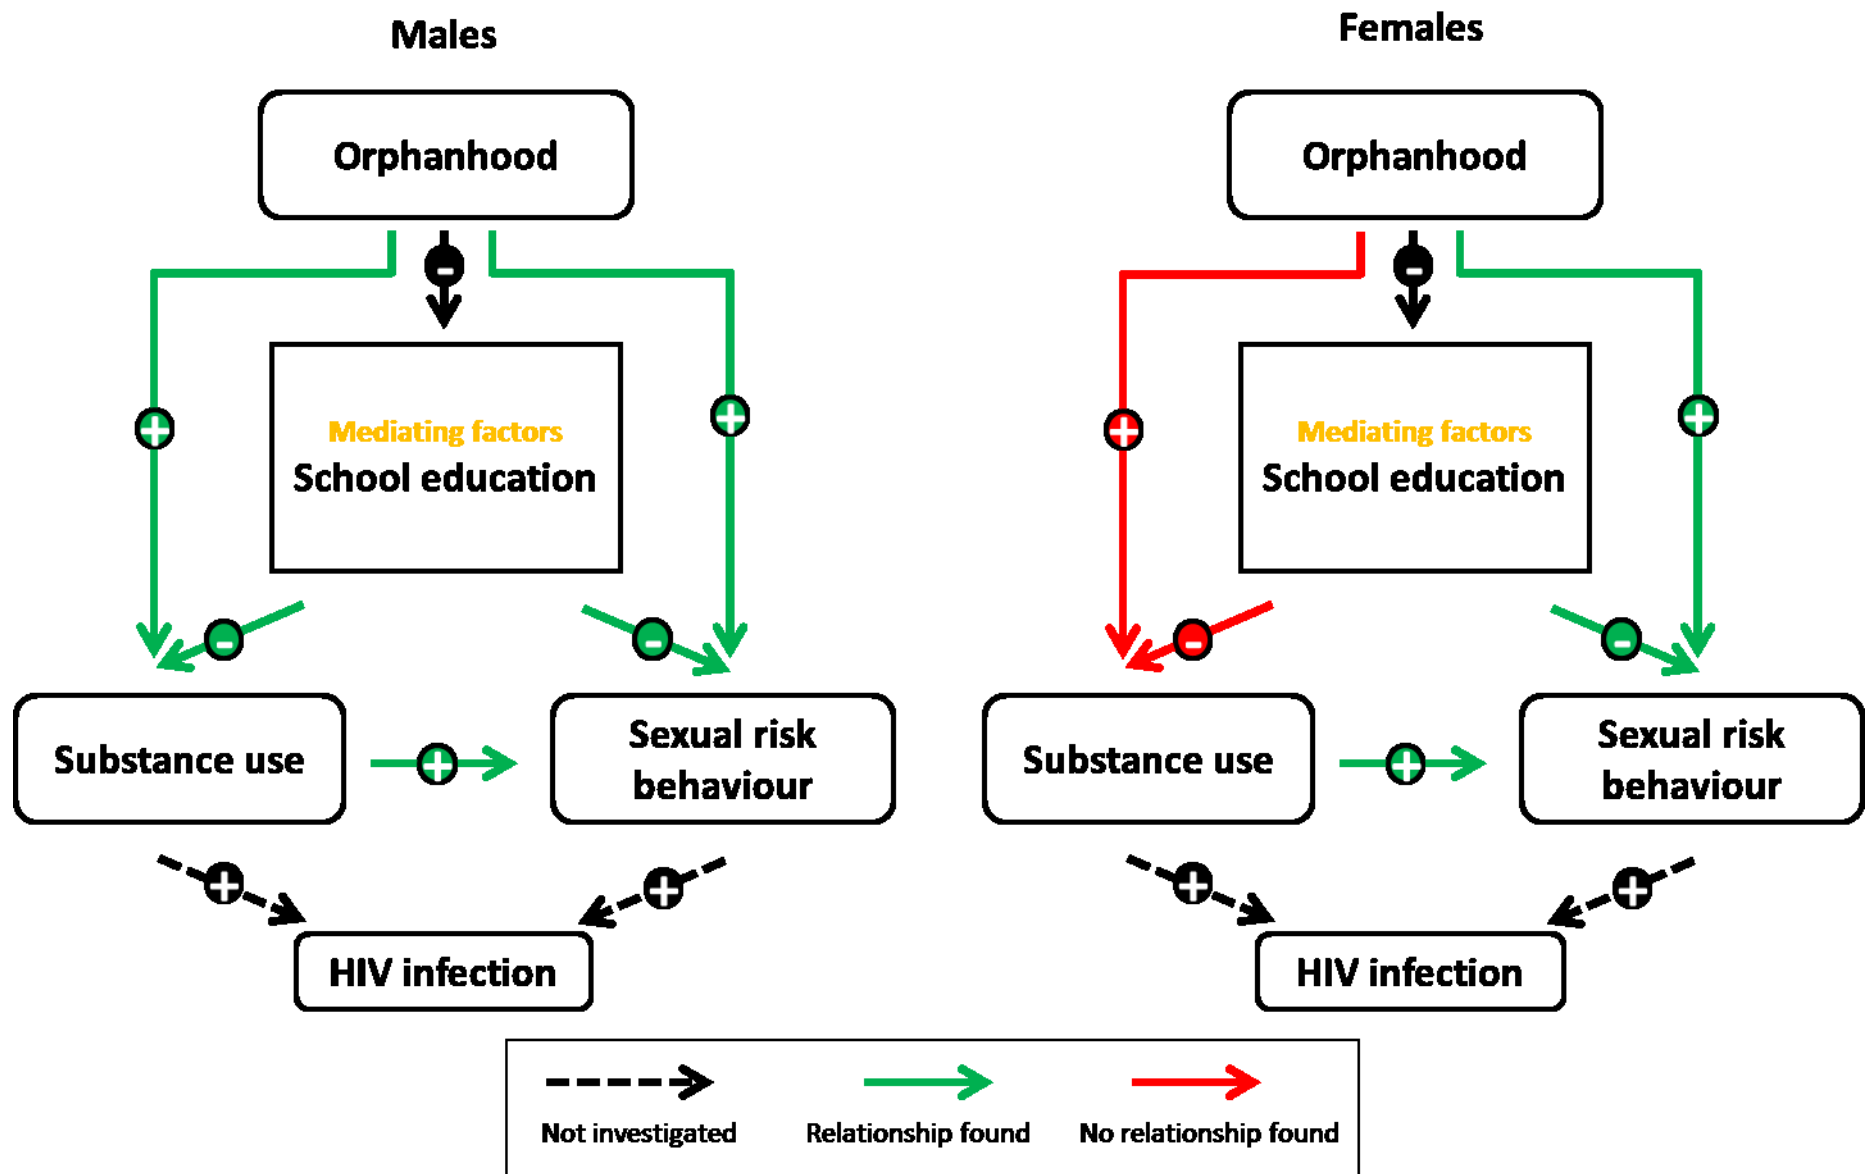 Males
Orphanhood
-
+
+
Mediating factors
School education
-
-
Substance use
+
Sexual risk
behaviour
+
+
HIV infection
Females
Orphanhood
-
+
+
Mediating factors
School education
-
-
Substance use
+
Sexual risk
behaviour
+
+
HIV infection
Not investigated
Relationship found
No relationship found